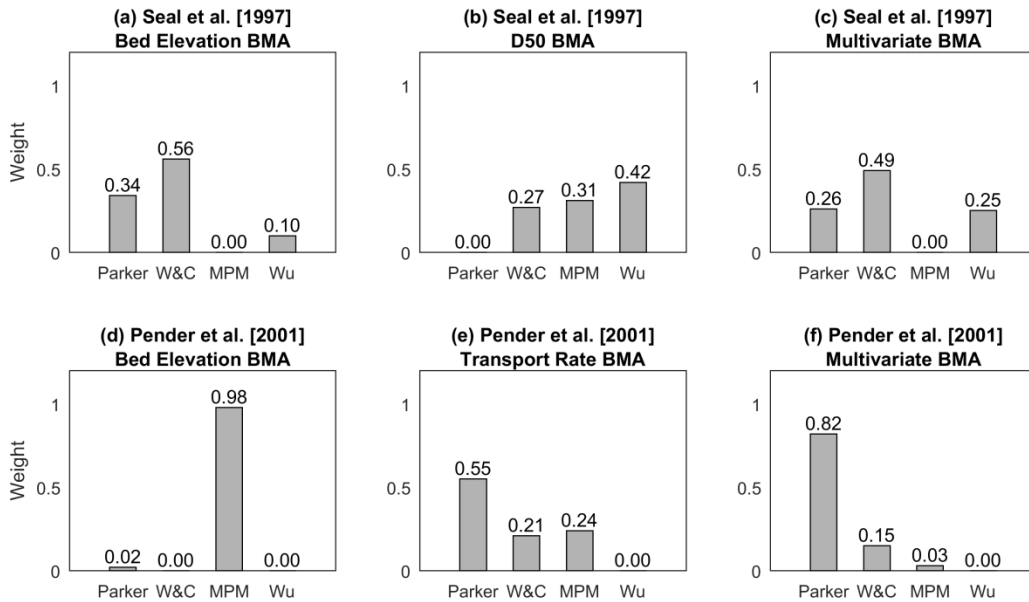 (a) Seal et al. [1997]
Bed Elevation BMA
Weight
1
0.5
0
0.34
0.56
0.00
0.10
Parker W&C MPM Wu
(b) Seal et al. [1997]
D50 BMA
1
0.5
0
0.00
0.27
0.31
0.42
Parker W&C MPM Wu
(c) Seal et al. [1997]
Multivariate BMA
1
0.5
0
0.26
0.49
0.00
0.25
Parker W&C MPM Wu
(d) Pender et al. [2001]
Bed Elevation BMA
Weight
1
0.5
0
0.02
0.00
0.98
0.00
Parker W&C MPM Wu
(e) Pender et al. [2001]
Transport Rate BMA
1
0.5
0
0.55
0.21
0.24
0.00
Parker W&C MPM Wu
(f) Pender et al. [2001]
Multivariate BMA
1
0.5
0
0.82
0.15
0.03
0.00
Parker W&C MPM Wu